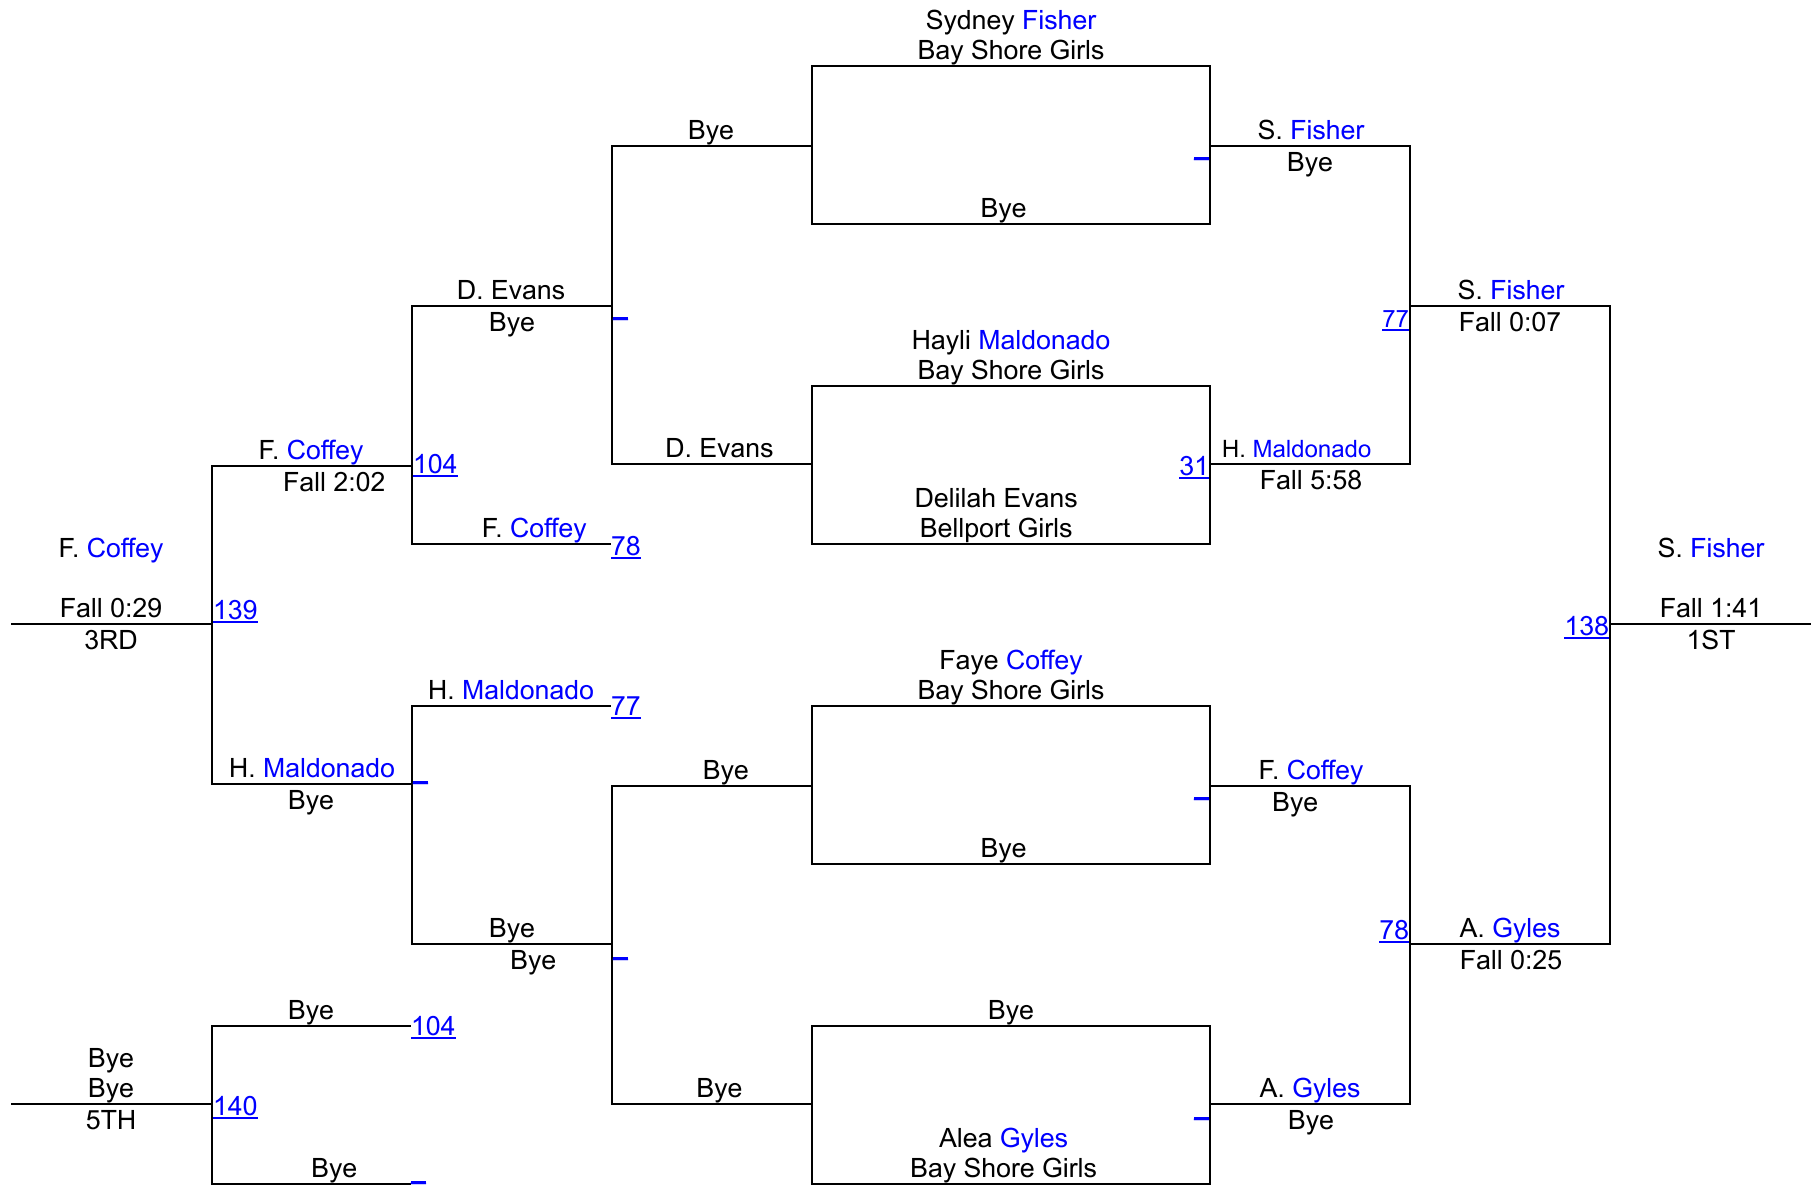 Sydney Fisher
Bay Shore Girls
Bye
S. Fisher
Bye
Bye
D. Evans
Bye
S. Fisher
Fall 0:07
77
Hayli Maldonado
Bay Shore Girls
F. Coffey
Fall 2:02
104
D. Evans
31
H. Maldonado
Fall 5:58
Delilah Evans
Bellport Girls
F. Coffey
78
F. Coffey
Fall 0:29
3RD
139
S. Fisher
Fall 1:41
1ST
138
Faye Coffey
Bay Shore Girls
H. Maldonado
77
H. Maldonado
Bye
Bye
F. Coffey
Bye
Bye
Bye
Bye
78
A. Gyles
Fall 0:25
Bye
104
Bye
Bye
Bye
5TH
140
Bye
A. Gyles
Bye
Alea Gyles
Bay Shore Girls
Bye